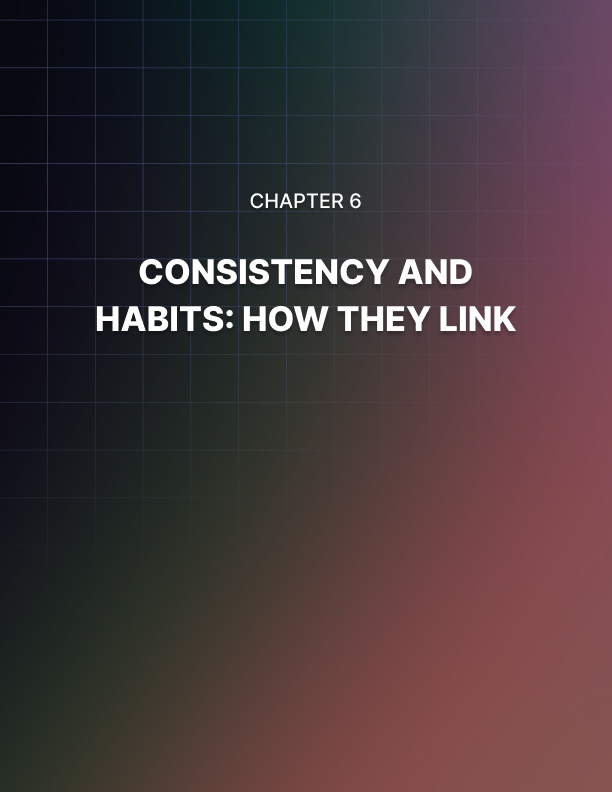 CHAPTER 6
CONSISTENCY AND
HABITS: HOW THEY LINK